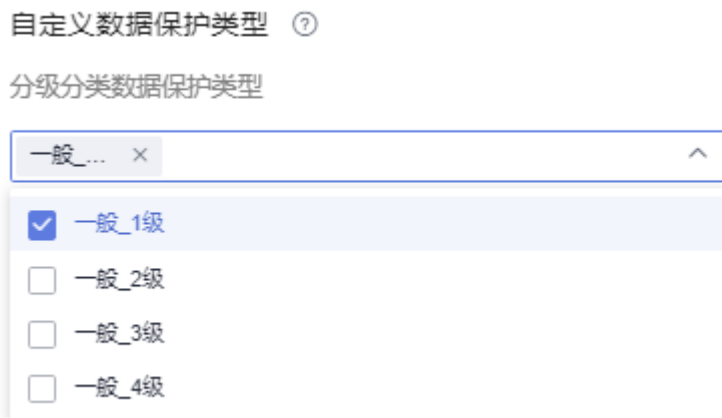 自定义数据保护类型 ?
分级分类数据保护类型
一般_... ×
一般_1级
一般_2级
一般_3级
一般_4级